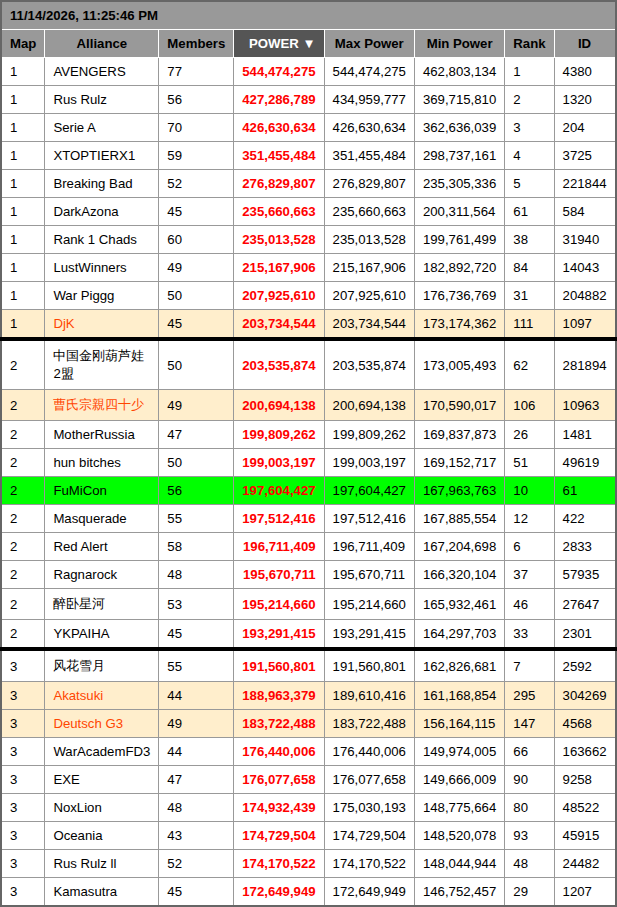 11/14/2026, 11:25:46 PM
Map Alliance Members POWER ▼ Max Power Min Power Rank ID
1 AVENGERS 77 544,474,275 544,474,275 462,803,134 1 4380
1 Rus Rulz 56 427,286,789 434,959,777 369,715,810 2 1320
1 Serie A 70 426,630,634 426,630,634 362,636,039 3 204
1 XTOPTIERX1 59 351,455,484 351,455,484 298,737,161 4 3725
1 Breaking Bad 52 276,829,807 276,829,807 235,305,336 5 221844
1 DarkAzona 45 235,660,663 235,660,663 200,311,564 61 584
1 Rank 1 Chads 60 235,013,528 235,013,528 199,761,499 38 31940
1 LustWinners 49 215,167,906 215,167,906 182,892,720 84 14043
1 War Piggg 50 207,925,610 207,925,610 176,736,769 31 204882
1 DjK 45 203,734,544 203,734,544 173,174,362 111 1097
2 中国金刚葫芦娃2盟 50 203,535,874 203,535,874 173,005,493 62 281894
2 曹氏宗親四十少 49 200,694,138 200,694,138 170,590,017 106 10963
2 MotherRussia 47 199,809,262 199,809,262 169,837,873 26 1481
2 hun bitches 50 199,003,197 199,003,197 169,152,717 51 49619
2 FuMiCon 56 197,604,427 197,604,427 167,963,763 10 61
2 Masquerade 55 197,512,416 197,512,416 167,885,554 12 422
2 Red Alert 58 196,711,409 196,711,409 167,204,698 6 2833
2 Ragnarock 48 195,670,711 195,670,711 166,320,104 37 57935
2 醉卧星河 53 195,214,660 195,214,660 165,932,461 46 27647
2 YKPAIHA 45 193,291,415 193,291,415 164,297,703 33 2301
3 风花雪月 55 191,560,801 191,560,801 162,826,681 7 2592
3 Akatsuki 44 188,963,379 189,610,416 161,168,854 295 304269
3 Deutsch G3 49 183,722,488 183,722,488 156,164,115 147 4568
3 WarAcademFD3 44 176,440,006 176,440,006 149,974,005 66 163662
3 EXE 47 176,077,658 176,077,658 149,666,009 90 9258
3 NoxLion 48 174,932,439 175,030,193 148,775,664 80 48522
3 Oceania 43 174,729,504 174,729,504 148,520,078 93 45915
3 Rus Rulz ll 52 174,170,522 174,170,522 148,044,944 48 24482
3 Kamasutra 45 172,649,949 172,649,949 146,752,457 29 1207